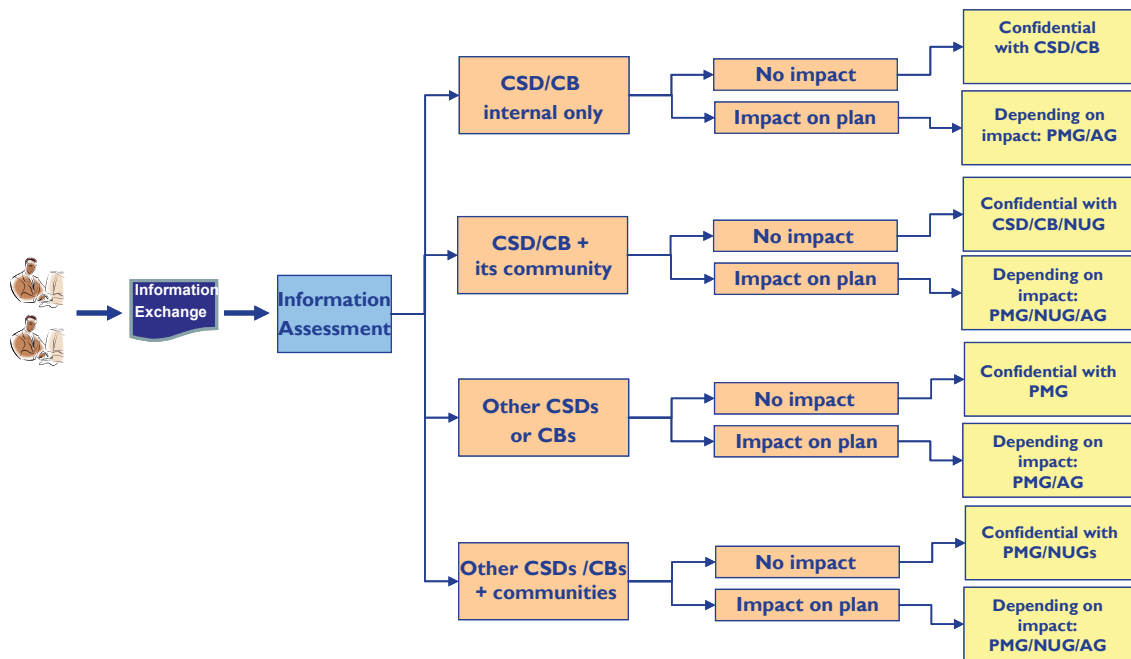 Information
Exchange
Information
Assessment
CSD/CB
internal only
No impact
Confidential
with CSD/CB
Impact on plan
Depending on
impact: PMG/AG
CSD/CB +
its community
No impact
Confidential with
CSD/CB/NUG
Impact on plan
Depending on
impact:
PMG/NUG/AG
Other CSDs
or CBs
No impact
Confidential with
PMG
Impact on plan
Depending on
impact:
PMG/AG
Other CSDs /CBs
+ communities
No impact
Confidential with
PMG/NUGs
Impact on plan
Depending on
impact:
PMG/NUG/AG